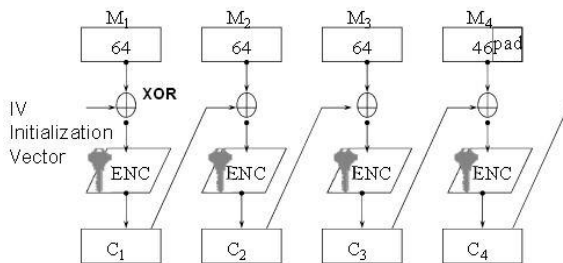 M1 M2 M3 M4
64 64 64 46 pad
XOR
IV
Initialization
Vector
ENC ENC ENC ENC
C1 C2 C3 C4